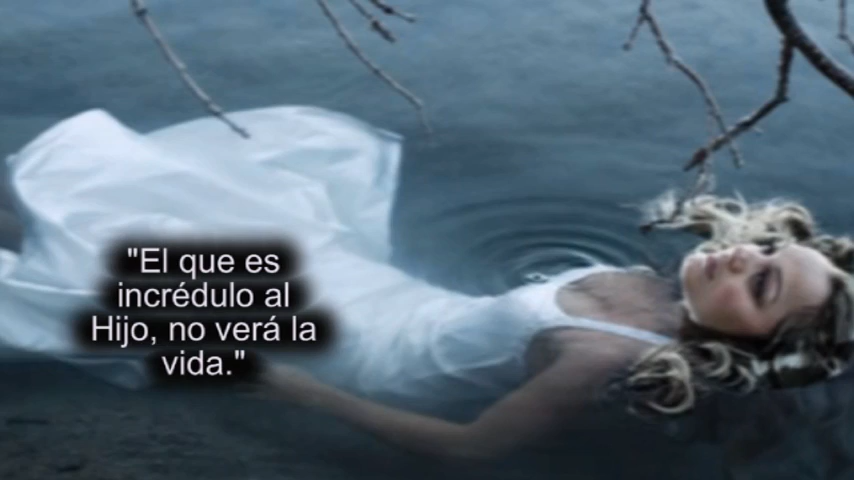 "El que es
incrédulo al
Hijo, no verá la
vida."